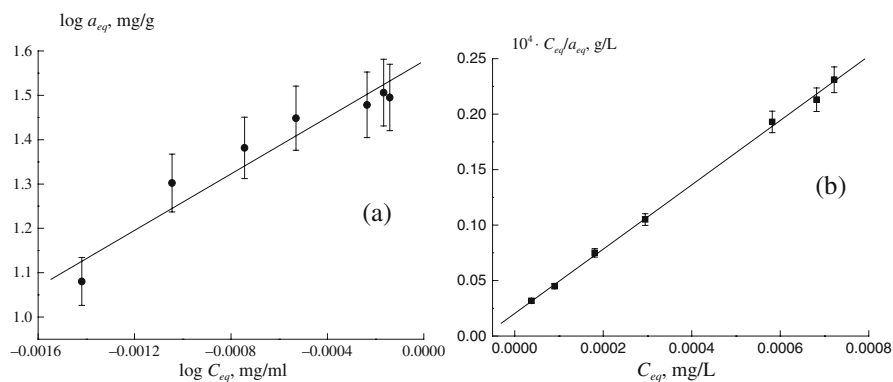 log a_eq, mg/g
1.6
1.5
1.4
1.3
1.2
1.1
1.0
(a)
−0.0016 −0.0012 −0.0008 −0.0004 0.0000
log C_eq, mg/ml
10⁴ · C_eq/a_eq, g/L
0.25
0.20
0.15
0.10
0.05
0.00
(b)
0.0000 0.0002 0.0004 0.0006 0.0008
C_eq, mg/L